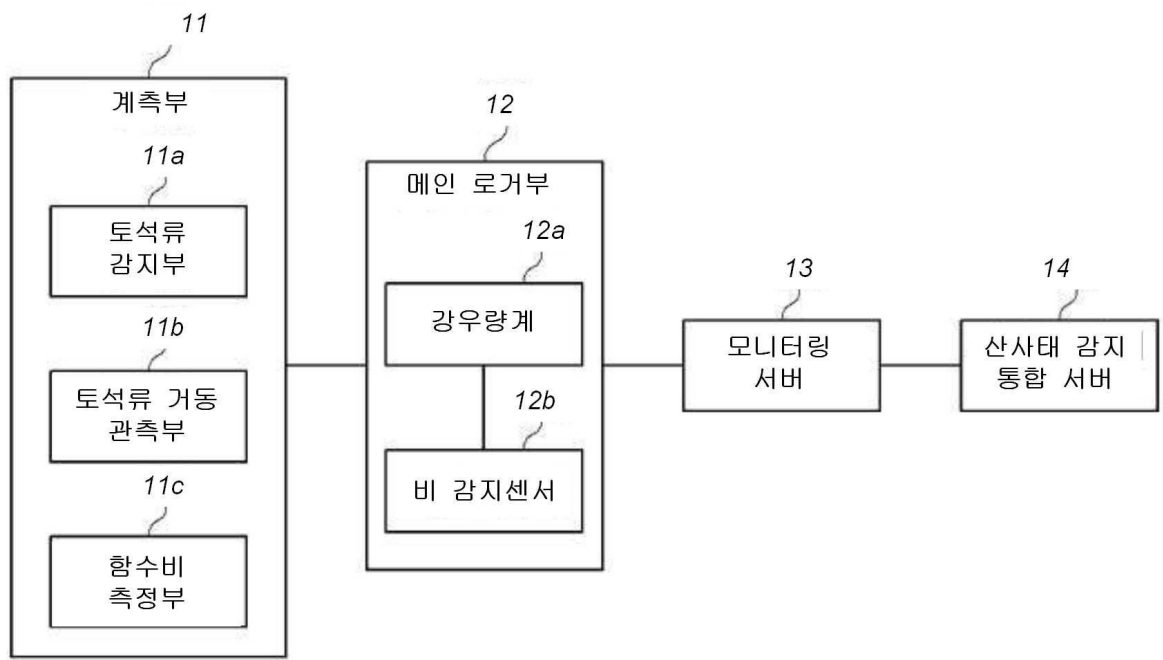 11
계측부
11a
토석류
감지부
11b
토석류 거동
관측부
11c
함수비
측정부
12
메인 로거부
12a
강우량계
12b
비 감지센서
13
모니터링
서버
14
산사태 감지
통합 서버